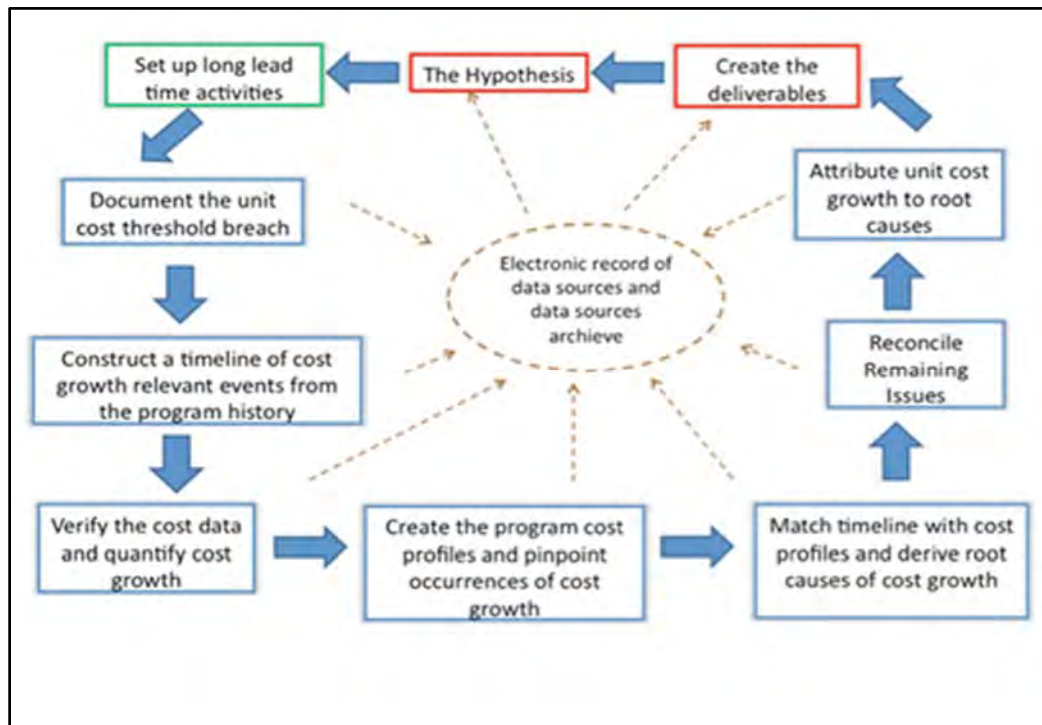 Set up long lead
time activities
The Hypothesis
Create the
deliverables
Document the unit
cost threshold breach
Attribute unit cost
growth to root
causes
Electronic record of
data sources and
data sources
archieve
Construct a timeline of cost
growth relevant events from
the program history
Reconcile
Remaining
Issues
Verify the cost data
and quantify cost
growth
Create the program cost
profiles and pinpoint
occurrences of cost
growth
Match timeline with cost
profiles and derive root
causes of cost growth